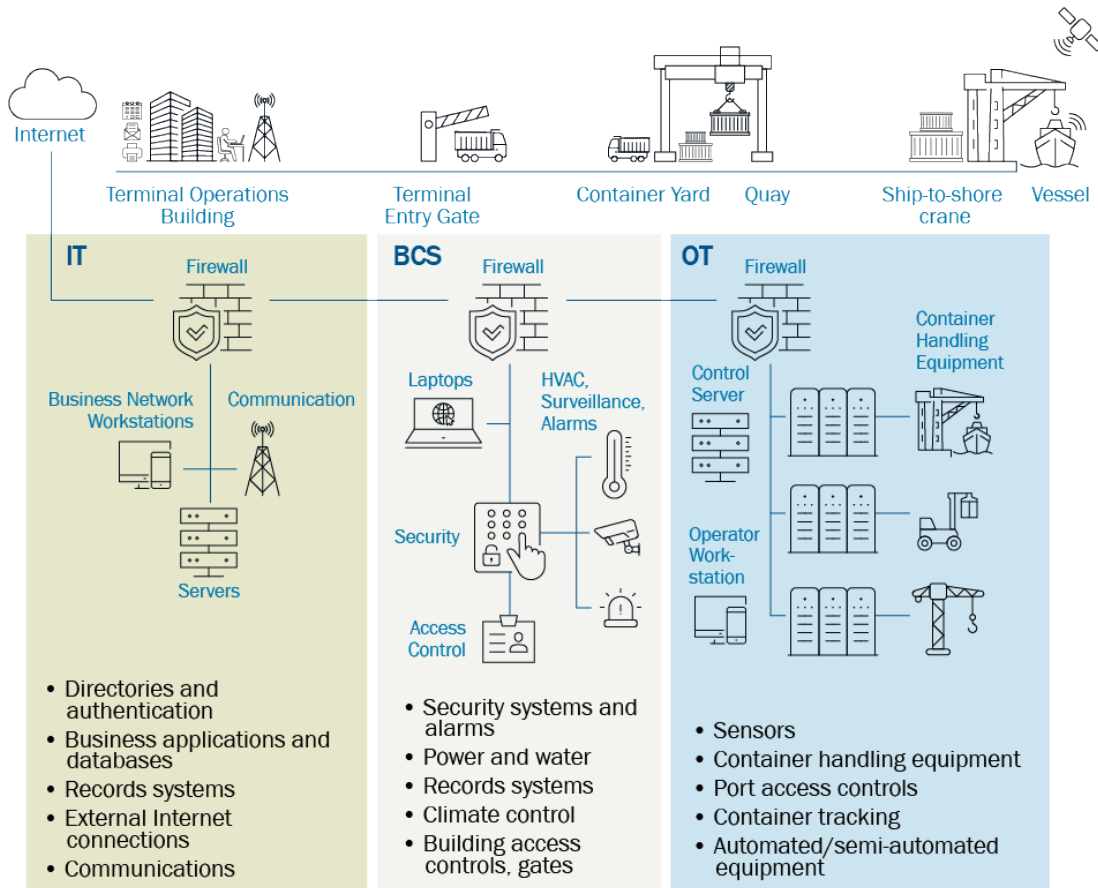 Internet
Terminal Operations
Building
Terminal
Entry Gate
Container Yard
Quay
Ship-to-shore
crane
Vessel
IT
Firewall
Business Network
Workstations
Communication
Servers
• Directories and
authentication
• Business applications and
databases
• Records systems
• External Internet
connections
• Communications
BCS
Firewall
Laptops
HVAC,
Surveillance,
Alarms
Security
Access
Control
• Security systems and
alarms
• Power and water
• Records systems
• Climate control
• Building access
controls, gates
OT
Firewall
Container
Handling
Equipment
Control
Server
Operator
Work-
station
• Sensors
• Container handling equipment
• Port access controls
• Container tracking
• Automated/semi-automated
equipment